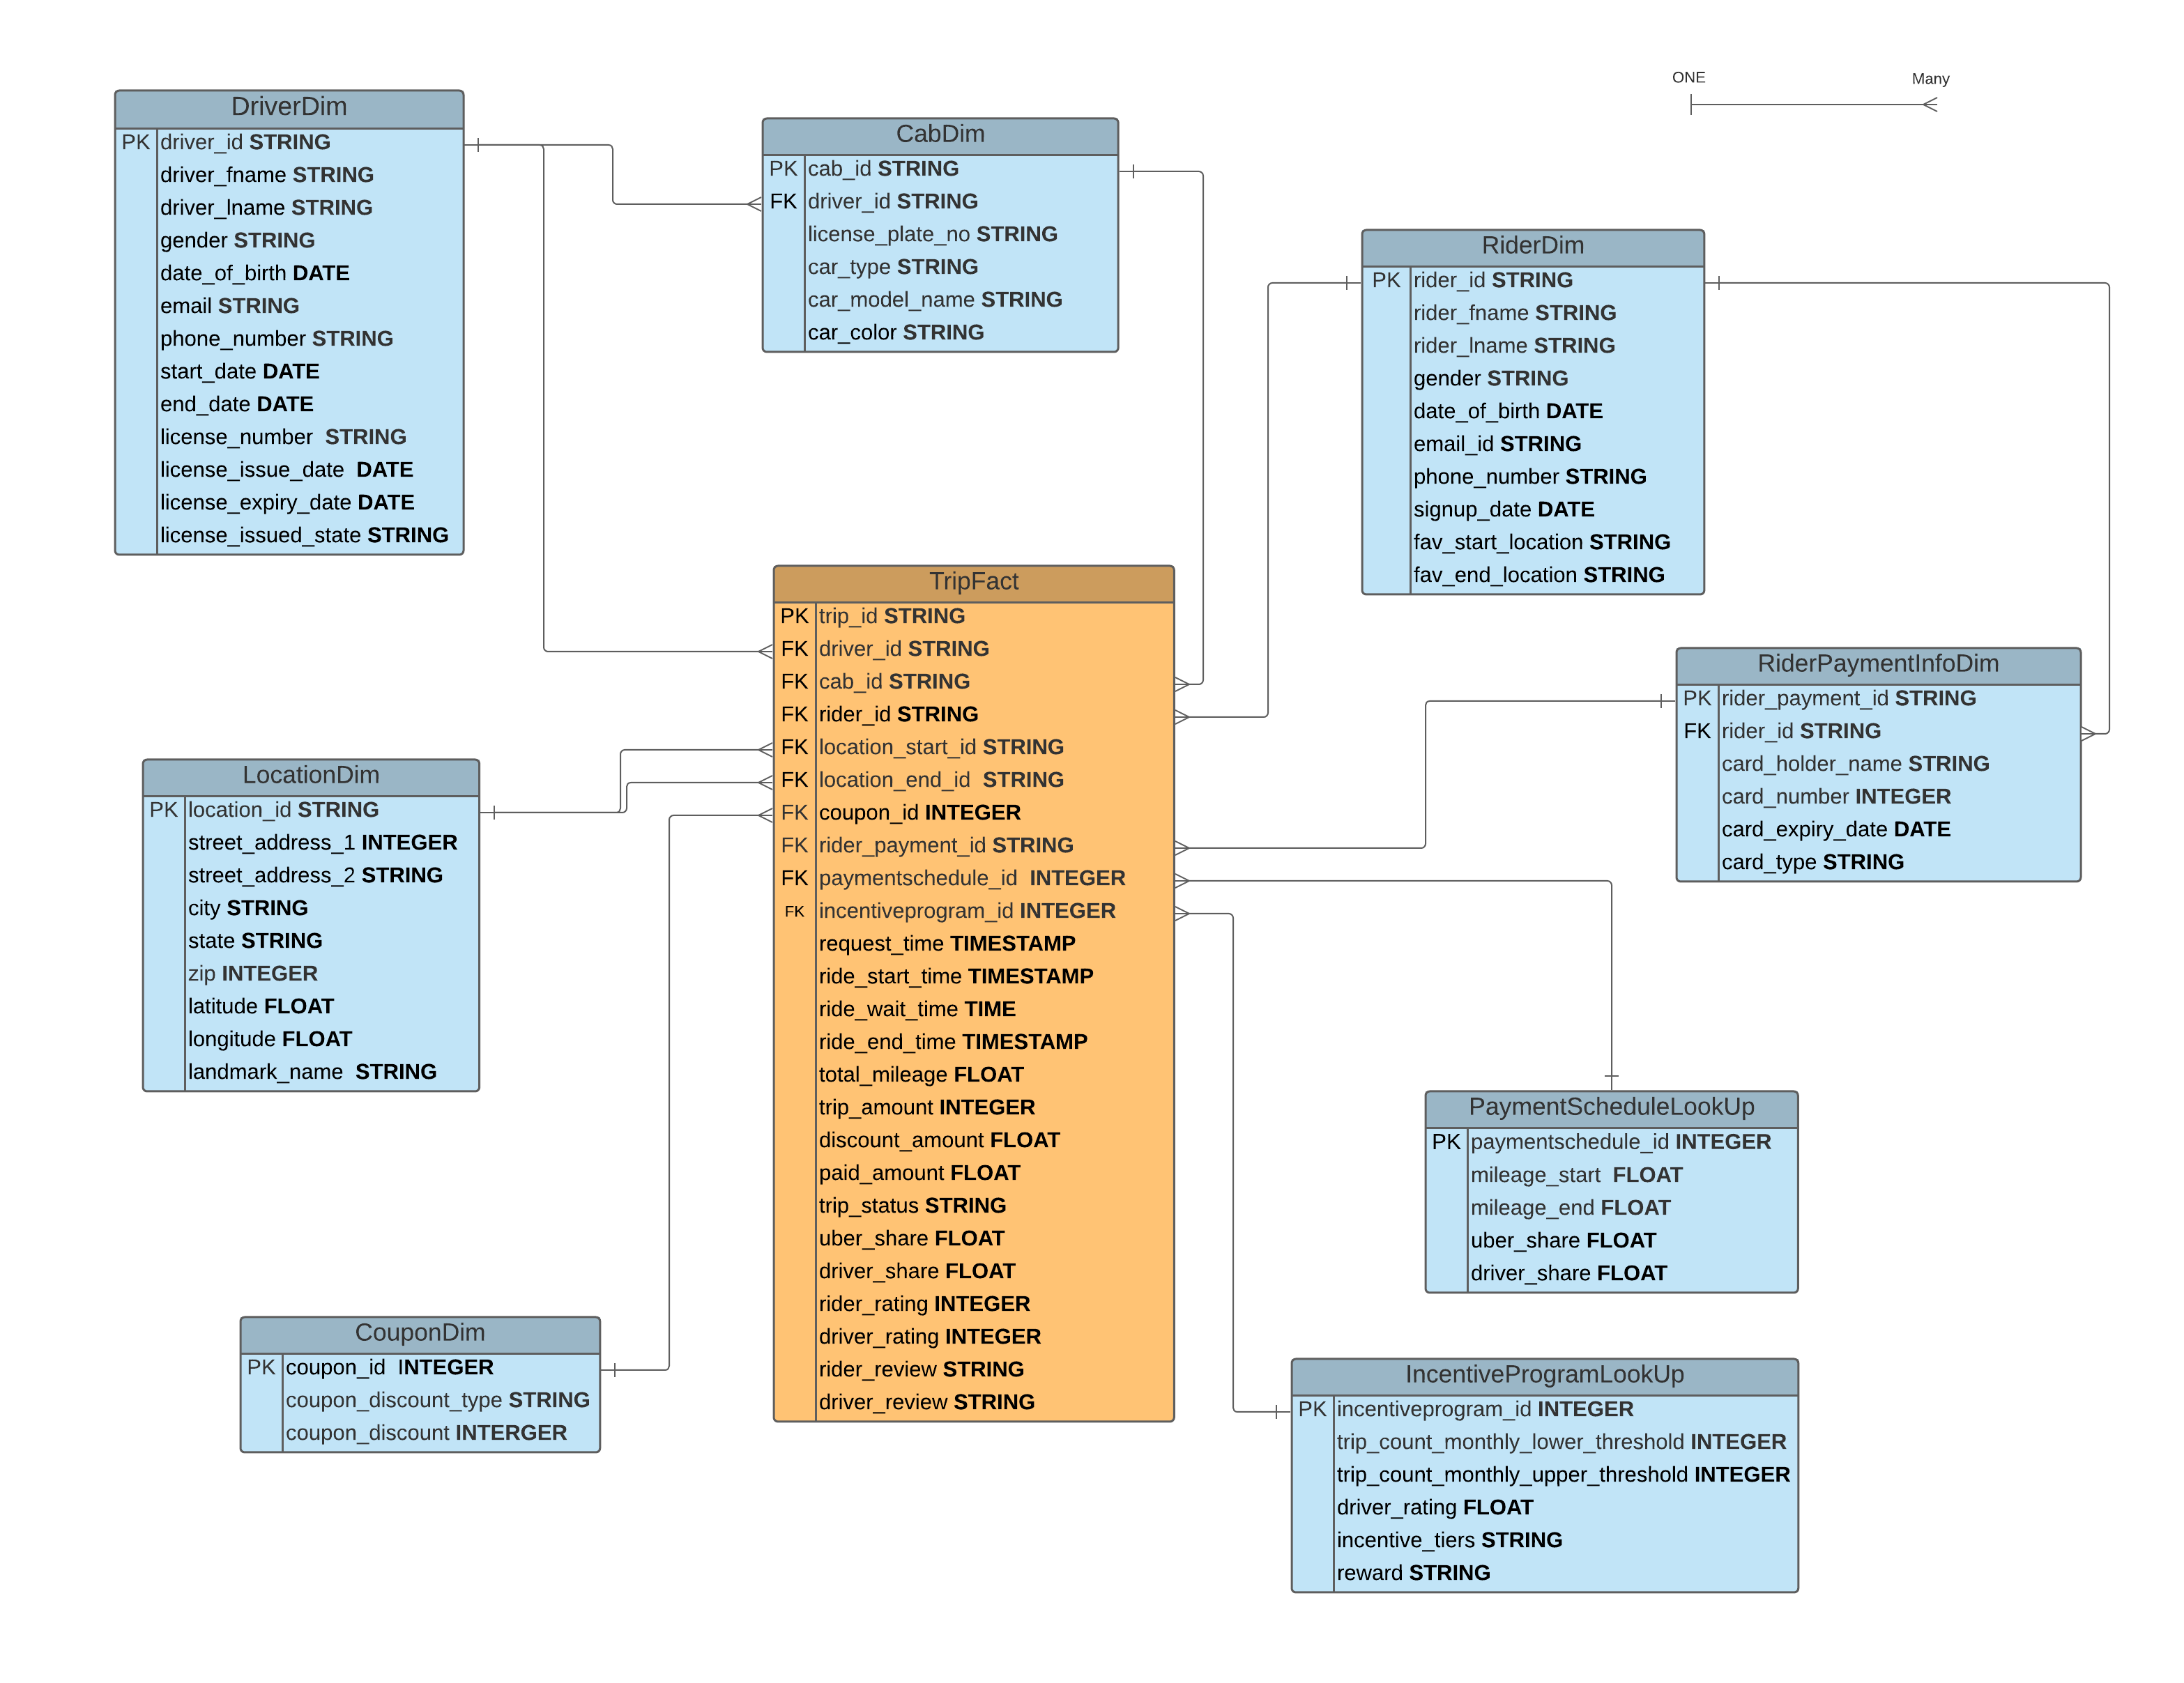 ONE
Many
DriverDim
PK driver_id STRING
driver_fname STRING
driver_lname STRING
gender STRING
date_of_birth DATE
email STRING
phone_number STRING
start_date DATE
end_date DATE
license_number STRING
license_issue_date DATE
license_expiry_date DATE
license_issued_state STRING
CabDim
PK cab_id STRING
FK driver_id STRING
license_plate_no STRING
car_type STRING
car_model_name STRING
car_color STRING
RiderDim
PK rider_id STRING
rider_fname STRING
rider_lname STRING
gender STRING
date_of_birth DATE
email_id STRING
phone_number STRING
signup_date DATE
fav_start_location STRING
fav_end_location STRING
TripFact
PK trip_id STRING
FK driver_id STRING
FK cab_id STRING
FK rider_id STRING
FK location_start_id STRING
FK location_end_id STRING
FK coupon_id INTEGER
FK rider_payment_id STRING
FK paymentschedule_id INTEGER
FK incentiveprogram_id INTEGER
request_time TIMESTAMP
ride_start_time TIMESTAMP
ride_wait_time TIME
ride_end_time TIMESTAMP
total_mileage FLOAT
trip_amount INTEGER
discount_amount FLOAT
paid_amount FLOAT
trip_status STRING
uber_share FLOAT
driver_share FLOAT
rider_rating INTEGER
driver_rating INTEGER
rider_review STRING
driver_review STRING
RiderPaymentInfoDim
PK rider_payment_id STRING
FK rider_id STRING
card_holder_name STRING
card_number INTEGER
card_expiry_date DATE
card_type STRING
LocationDim
PK location_id STRING
street_address_1 INTEGER
street_address_2 STRING
city STRING
state STRING
zip INTEGER
latitude FLOAT
longitude FLOAT
landmark_name STRING
PaymentScheduleLookUp
PK paymentschedule_id INTEGER
mileage_start FLOAT
mileage_end FLOAT
uber_share FLOAT
driver_share FLOAT
CouponDim
PK coupon_id INTEGER
coupon_discount_type STRING
coupon_discount INTERGER
IncentiveProgramLookUp
PK incentiveprogram_id INTEGER
trip_count_monthly_lower_threshold INTEGER
trip_count_monthly_upper_threshold INTEGER
driver_rating FLOAT
incentive_tiers STRING
reward STRING